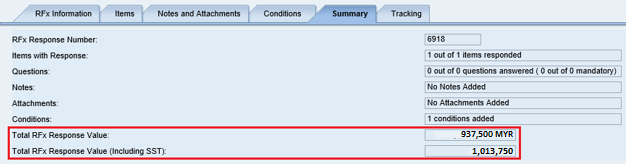 RFx Information Items Notes and Attachments Conditions Summary Tracking
RFx Response Number: 6918
Items with Response: 1 out of 1 items responded
Questions: 0 out of 0 questions answered ( 0 out of 0 mandatory)
Notes: No Notes Added
Attachments: No Attachments Added
Conditions: 1 conditions added
Total RFx Response Value: 937,500 MYR
Total RFx Response Value (Including SST): 1,013,750